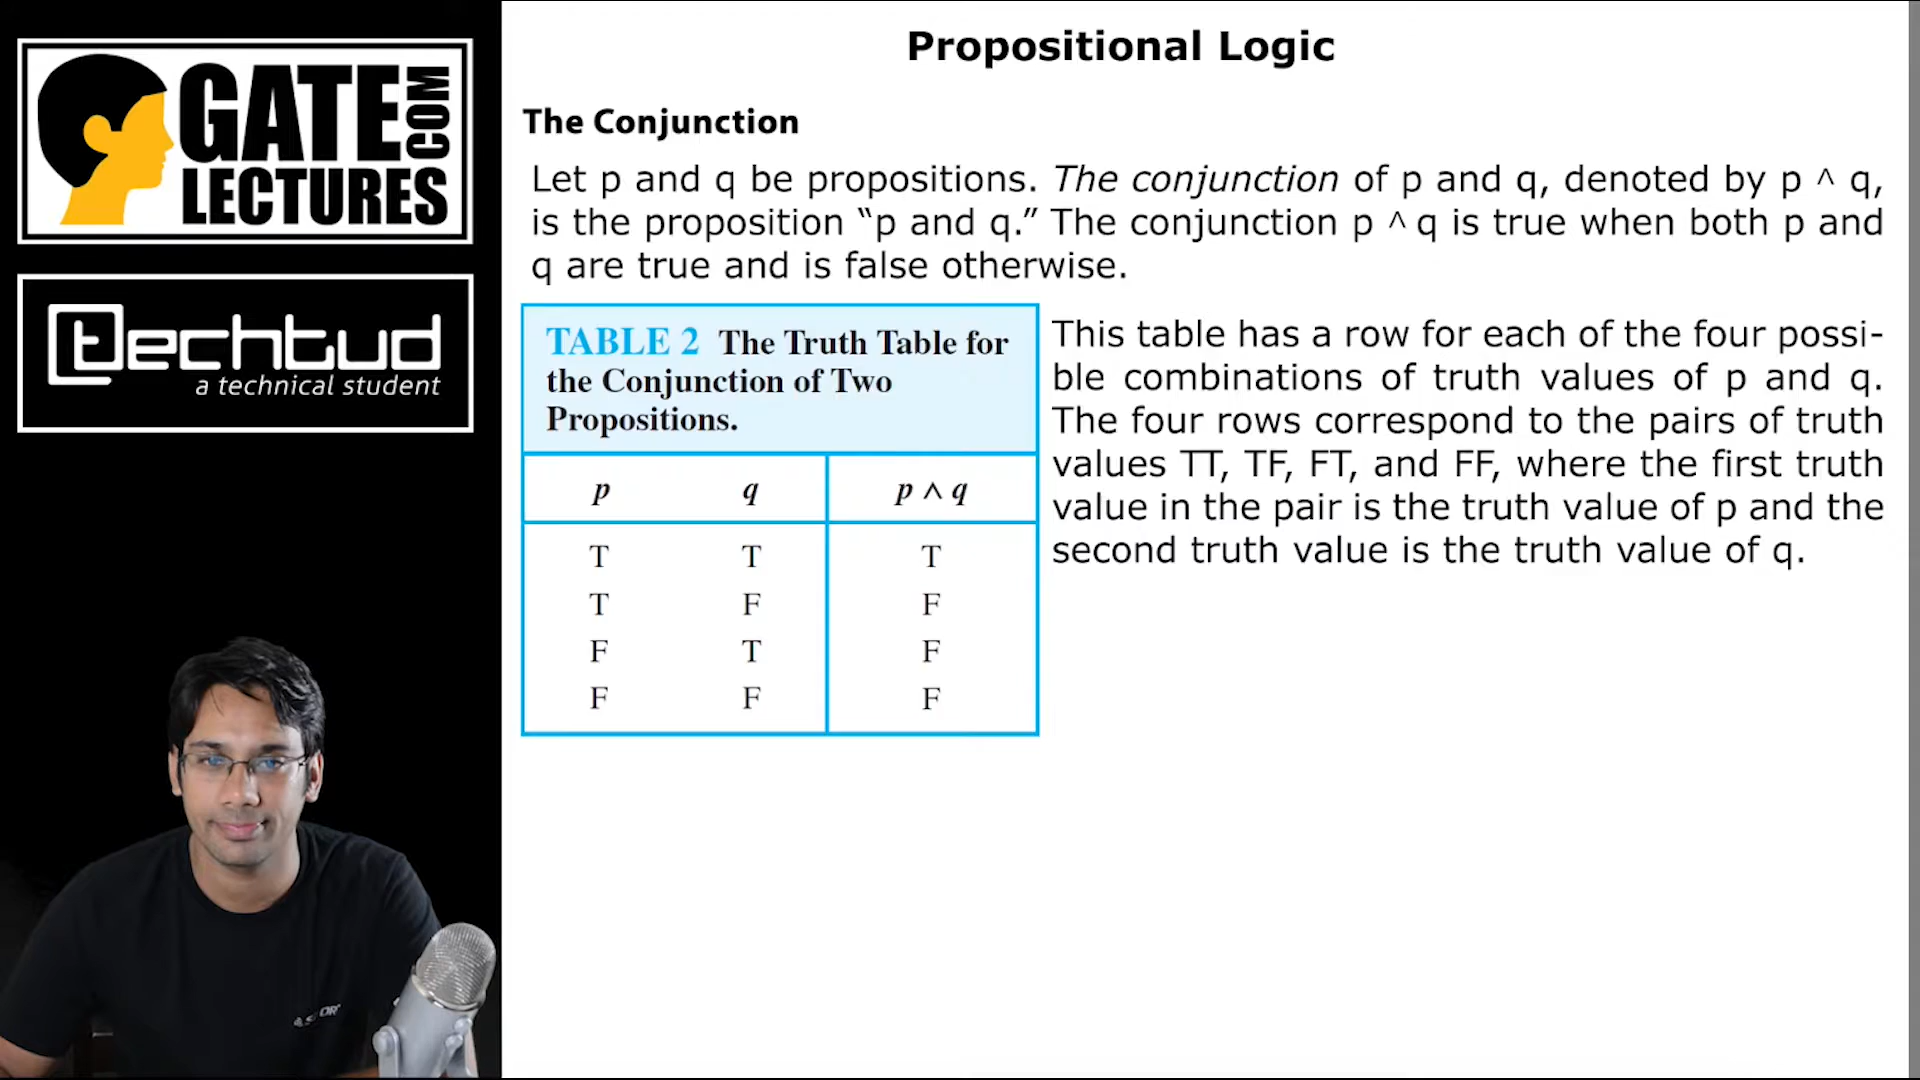 GATE
LECTURES
COM
techtud
a technical student
Propositional Logic
The Conjunction
Let p and q be propositions. The conjunction of p and q, denoted by p ^ q,
is the proposition “p and q.” The conjunction p ^ q is true when both p and
q are true and is false otherwise.
TABLE 2 The Truth Table for
the Conjunction of Two
Propositions.
p q p ∧ q
T T T
T F F
F T F
F F F
This table has a row for each of the four possi-
ble combinations of truth values of p and q.
The four rows correspond to the pairs of truth
values TT, TF, FT, and FF, where the first truth
value in the pair is the truth value of p and the
second truth value is the truth value of q.